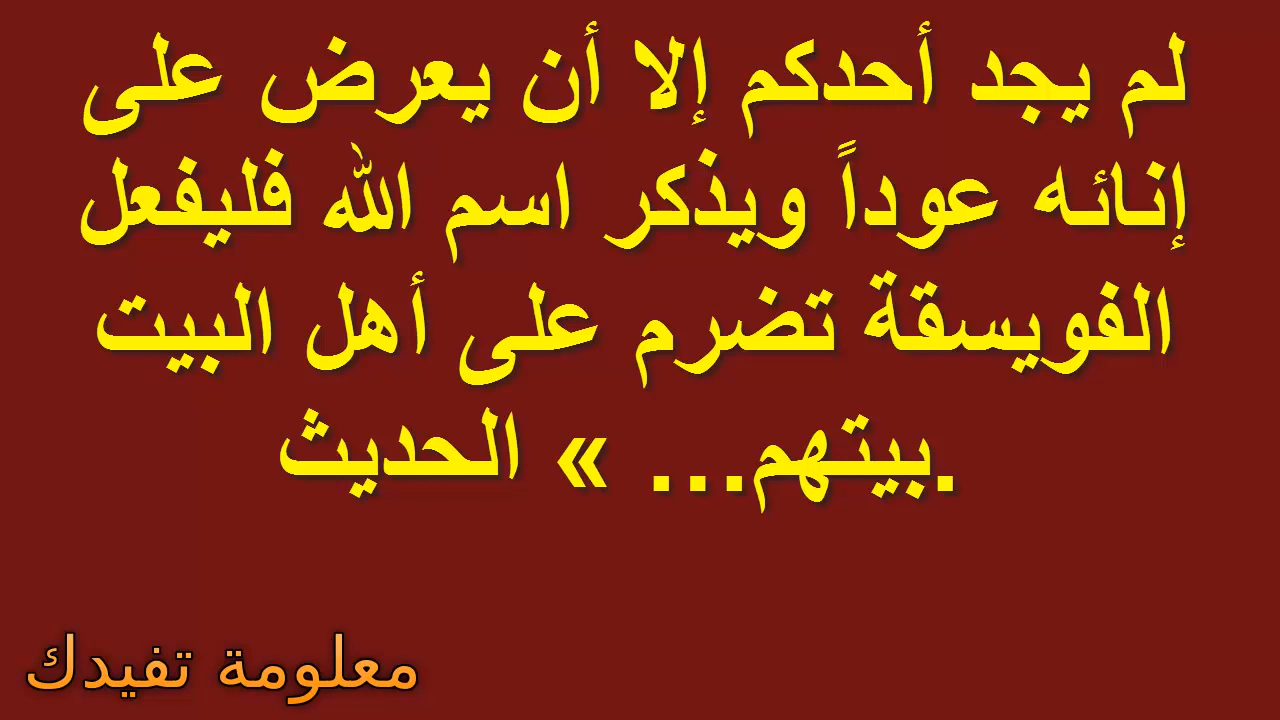 لم يجد أحدكم إلا أن يعرض على
إنائه عوداً ويذكر اسم الله فليفعل
الفويسقة تضرم على أهل البيت
.بيتهم... » الحديث
معلومة تفيدك